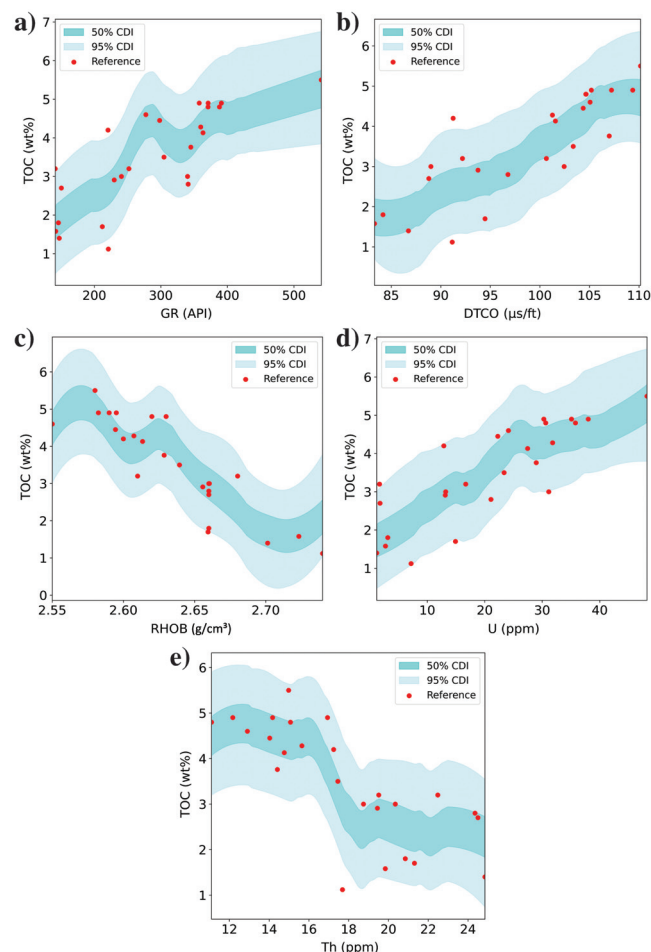 a)
7
6
5
4
3
2
1
TOC (wt%)
50% CDI
95% CDI
Reference
200 300 400 500
GR (API)
b)
6
5
4
3
2
1
TOC (wt%)
50% CDI
95% CDI
Reference
85 90 95 100 105 110
DTCO (μs/ft)
c)
6
5
4
3
2
1
0
TOC (wt%)
50% CDI
95% CDI
Reference
2.55 2.60 2.65 2.70
RHOB (g/cm³)
d)
7
6
5
4
3
2
1
TOC (wt%)
50% CDI
95% CDI
Reference
10 20 30 40
U (ppm)
e)
6
5
4
3
2
1
TOC (wt%)
50% CDI
95% CDI
Reference
12 14 16 18 20 22 24
Th (ppm)